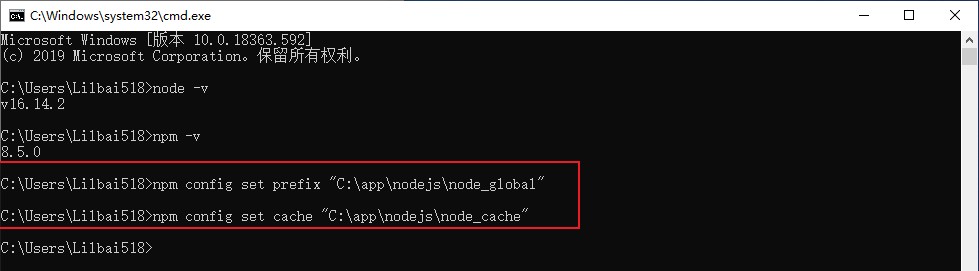 C:\Windows\system32\cmd.exe
Microsoft Windows [版本 10.0.18363.592]
(c) 2019 Microsoft Corporation。保留所有权利。
C:\Users\Lilbai518>node -v
v16.14.2
C:\Users\Lilbai518>npm -v
8.5.0
C:\Users\Lilbai518>npm config set prefix "C:\app\nodejs\node_global"
C:\Users\Lilbai518>npm config set cache "C:\app\nodejs\node_cache"
C:\Users\Lilbai518>